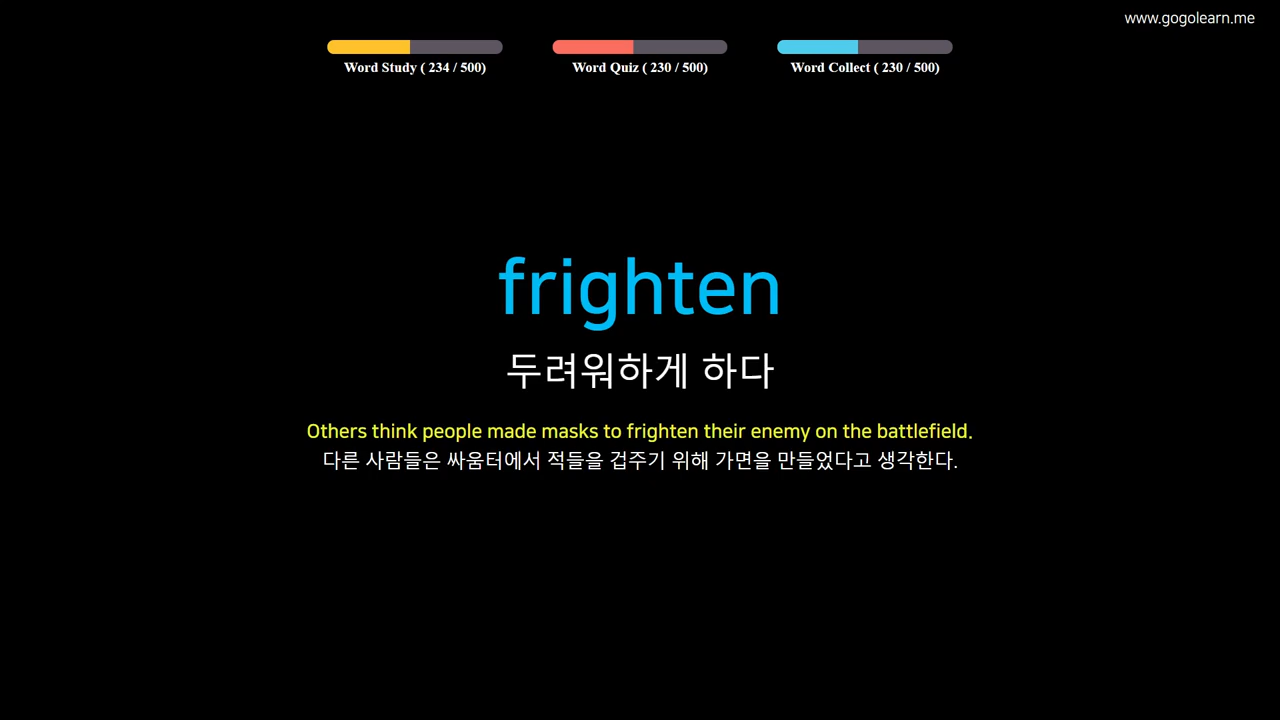 www.gogolearn.me
Word Study ( 234 / 500)
Word Quiz ( 230 / 500)
Word Collect ( 230 / 500)
frighten
두려워하게 하다
Others think people made masks to frighten their enemy on the battlefield.
다른 사람들은 싸움터에서 적들을 겁주기 위해 가면을 만들었다고 생각한다.